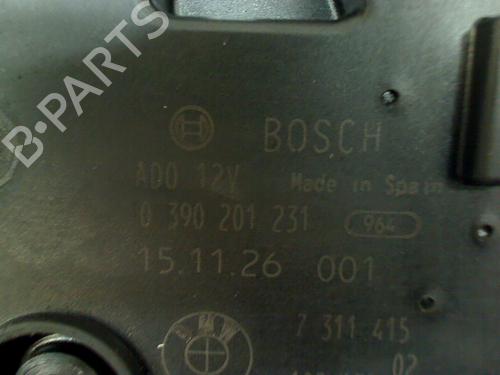 B-PARTS
BOSCH
ADO 12V Made in Spain
0 390 201 231 964
15.11.26 001
BMW
7 311 415
02